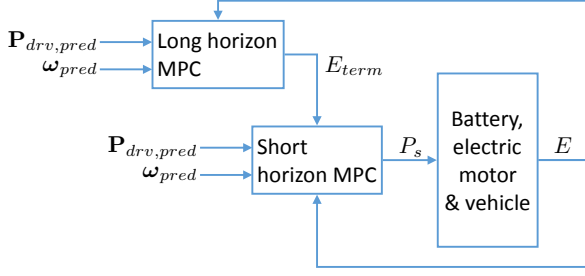 P_{drv,pred}
ω_{pred}
Long horizon
MPC
E_{term}
P_{drv,pred}
ω_{pred}
Short
horizon MPC
P_s
Battery,
electric
motor
& vehicle
E